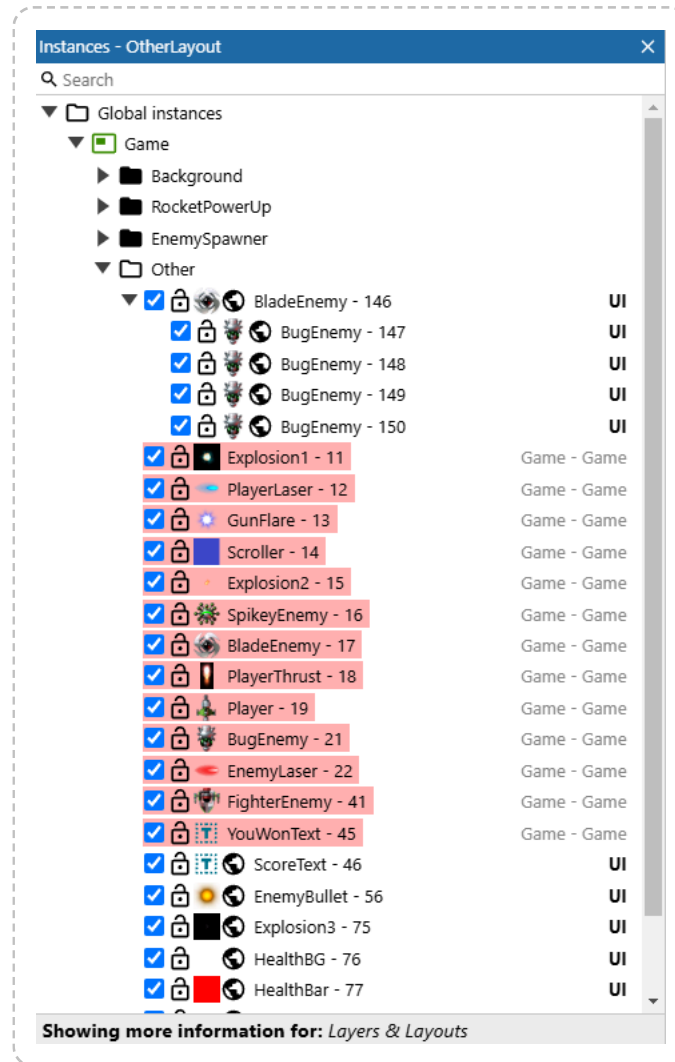 Instances - OtherLayout
Search
Global instances
Game
Background
RocketPowerUp
EnemySpawner
Other
BladeEnemy - 146 UI
BugEnemy - 147 UI
BugEnemy - 148 UI
BugEnemy - 149 UI
BugEnemy - 150 UI
Explosion1 - 11 Game - Game
PlayerLaser - 12 Game - Game
GunFlare - 13 Game - Game
Scroller - 14 Game - Game
Explosion2 - 15 Game - Game
SpikeyEnemy - 16 Game - Game
BladeEnemy - 17 Game - Game
PlayerThrust - 18 Game - Game
Player - 19 Game - Game
BugEnemy - 21 Game - Game
EnemyLaser - 22 Game - Game
FighterEnemy - 41 Game - Game
YouWonText - 45 Game - Game
ScoreText - 46 UI
EnemyBullet - 56 UI
Explosion3 - 75 UI
HealthBG - 76 UI
HealthBar - 77 UI
Showing more information for: Layers & Layouts